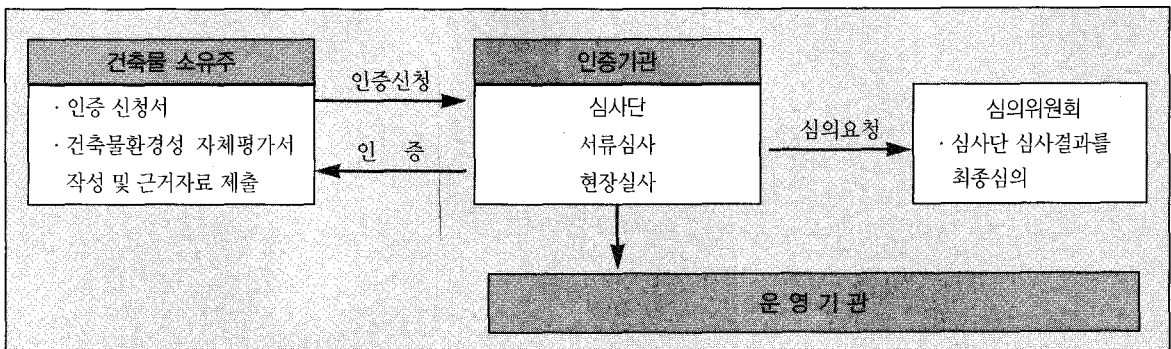 건축물 소유주
· 인증 신청서
· 건축물환경성 자체평가서
작성 및 근거자료 제출
인증신청
인 증
인증기관
심사단
서류심사
현장실사
심의요청
심의위원회
· 심사단 심사결과를
최종심의
운영기관